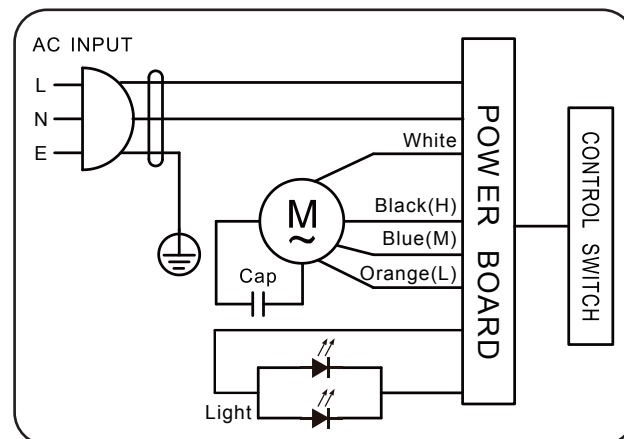 AC INPUT
L
N
E
White
Black(H)
Blue(M)
Orange(L)
M
~
Cap
Light
POWER BOARD
CONTROL SWITCH